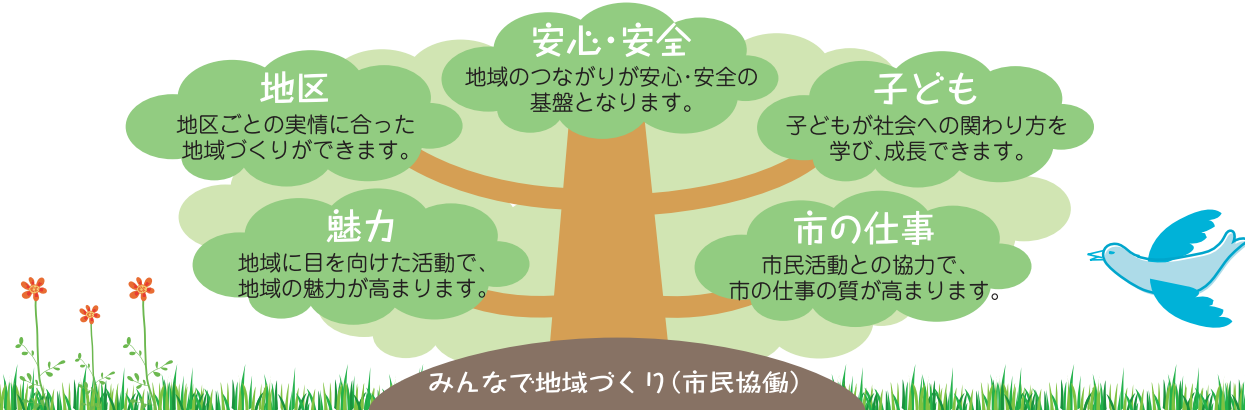 安心・安全
地域のつながりが安心・安全の
基盤となります。
地区
地区ごとの実情に合った
地域づくりができます。
子ども
子どもが社会への関わり方を
学び、成長できます。
魅力
地域に目を向けた活動で、
地域の魅力が高まります。
市の仕事
市民活動との協力で、
市の仕事の質が高まります。
みんなで地域づくり（市民協働）